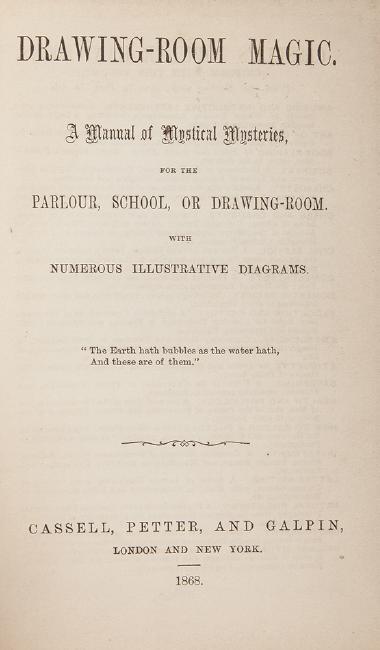 DRAWING-ROOM MAGIC.
A Manual of Mystical Mysteries,
FOR THE
PARLOUR, SCHOOL, OR DRAWING-ROOM.
WITH
NUMEROUS ILLUSTRATIVE DIAGRAMS.
" The Earth hath bubbles as the water hath,
And these are of them."
CASSELL, PETTER, AND GALPIN,
LONDON AND NEW YORK.
1868.